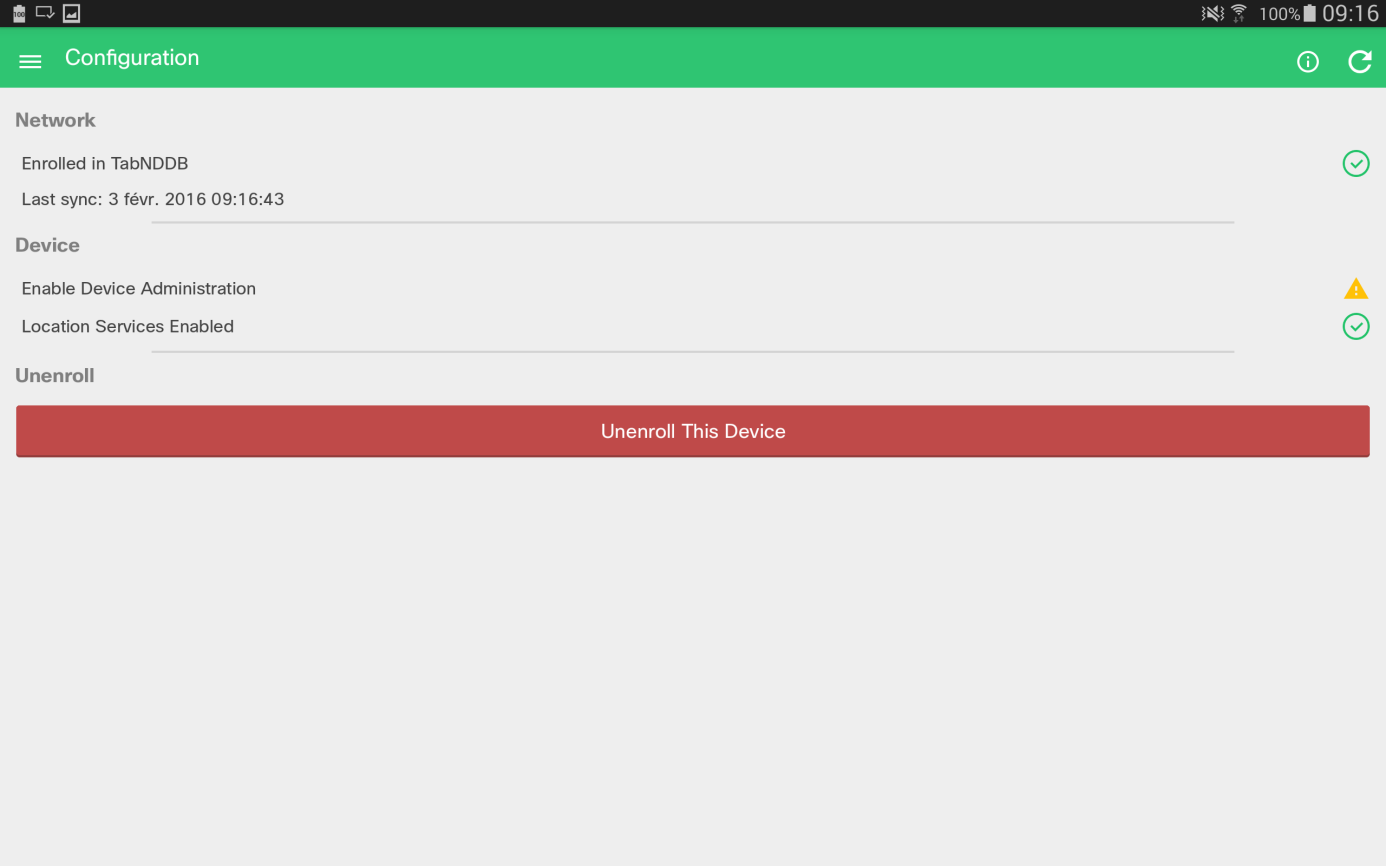 100
100% 09:16
Configuration
Network
Enrolled in TabNDDB
Last sync: 3 févr. 2016 09:16:43
Device
Enable Device Administration
Location Services Enabled
Unenroll
Unenroll This Device